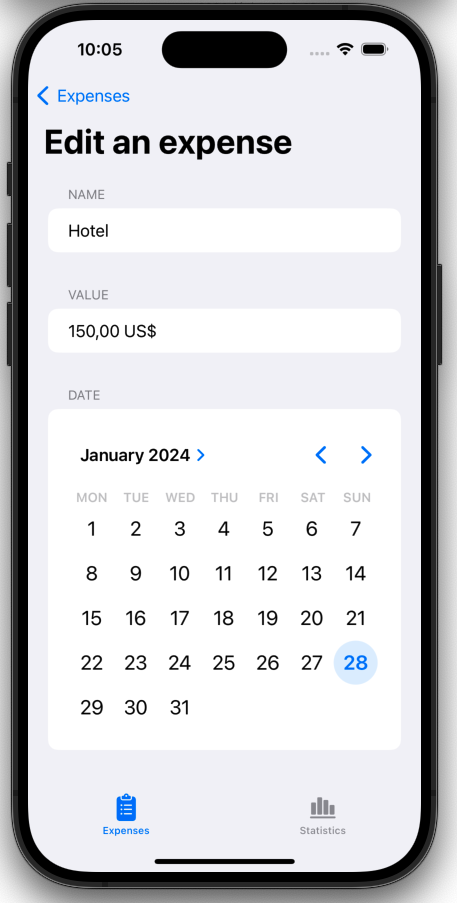 10:05
Expenses
Edit an expense
NAME
Hotel
VALUE
150,00 US$
DATE
January 2024
MON TUE WED THU FRI SAT SUN
1 2 3 4 5 6 7
8 9 10 11 12 13 14
15 16 17 18 19 20 21
22 23 24 25 26 27 28
29 30 31
Expenses Statistics